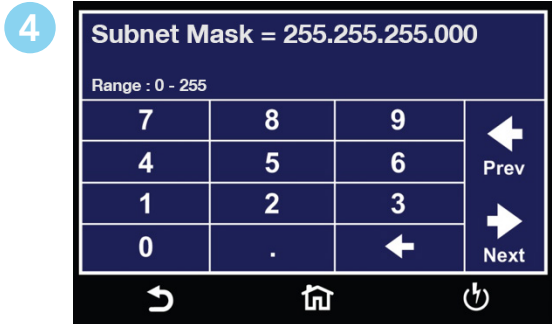 4
Subnet Mask = 255.255.255.000
Range : 0 - 255
7 8 9
4 5 6
Prev
1 2 3
0 .
Next